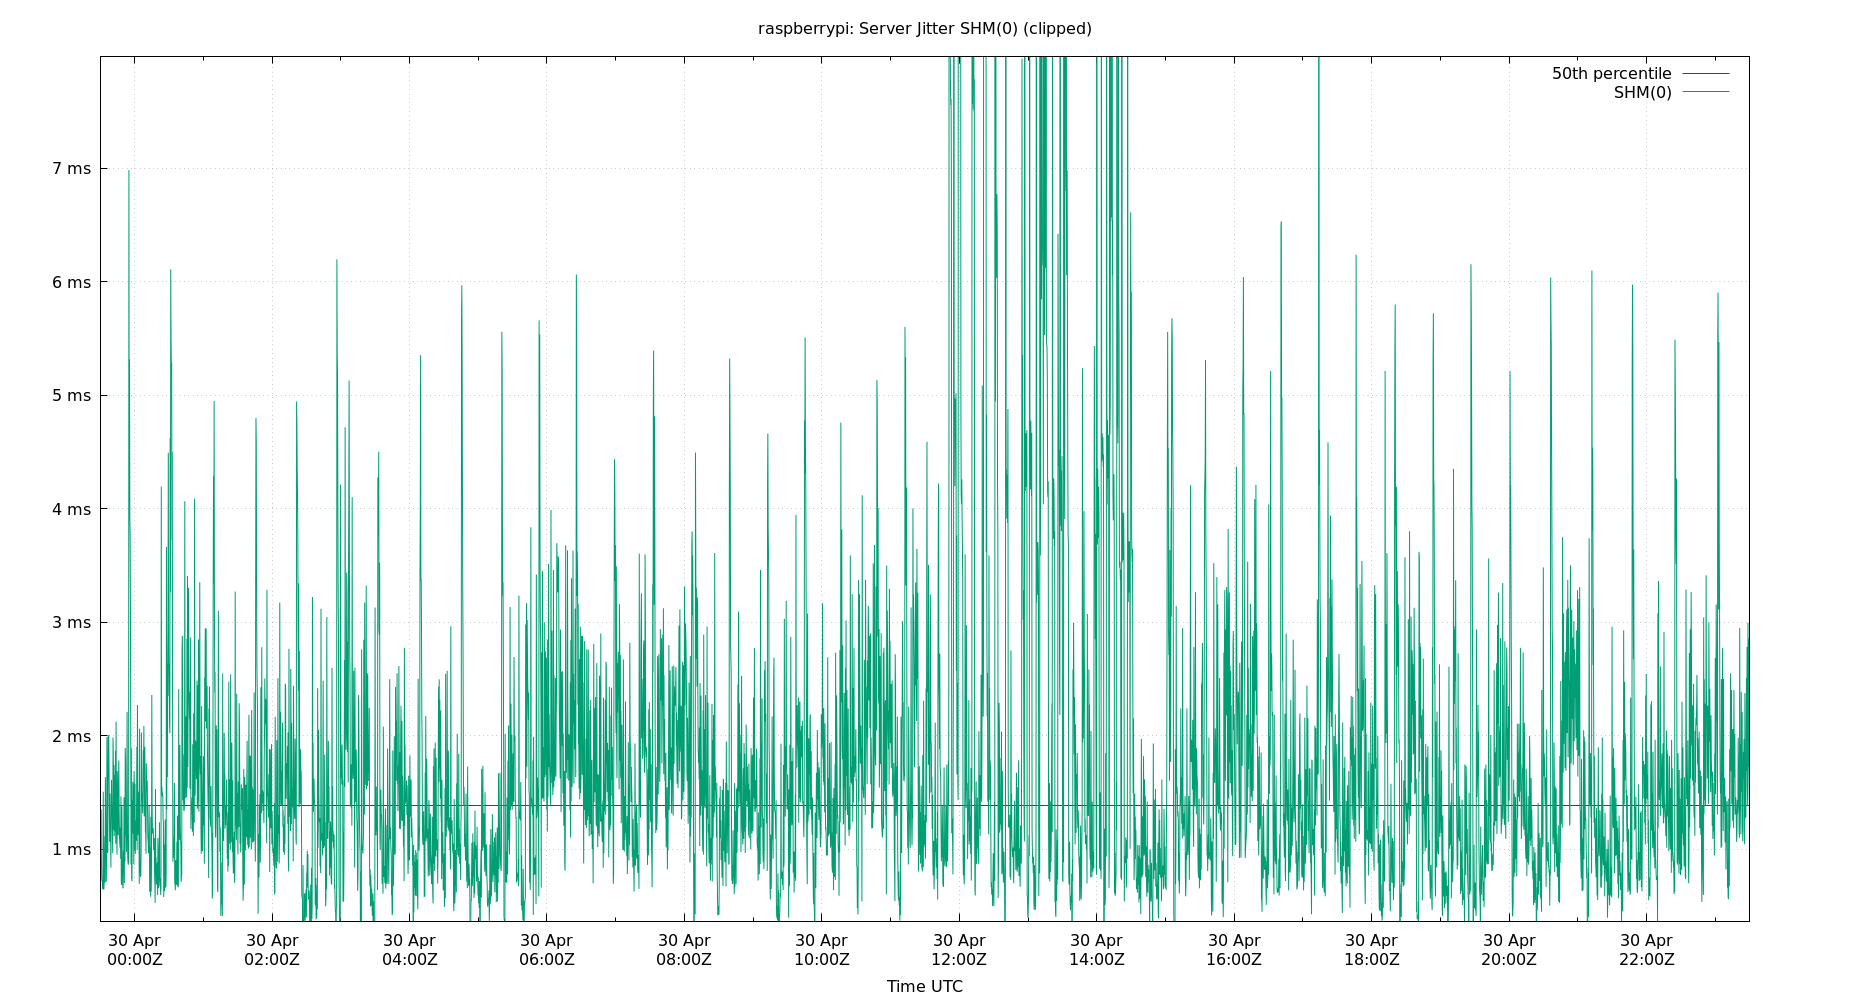 raspberrypi: Server Jitter SHM(0) (clipped)
50th percentile
SHM(0)
7 ms
6 ms
5 ms
4 ms
3 ms
2 ms
1 ms
30 Apr 30 Apr 30 Apr 30 Apr 30 Apr 30 Apr 30 Apr 30 Apr 30 Apr 30 Apr 30 Apr 30 Apr
00:00Z 02:00Z 04:00Z 06:00Z 08:00Z 10:00Z 12:00Z 14:00Z 16:00Z 18:00Z 20:00Z 22:00Z
Time UTC